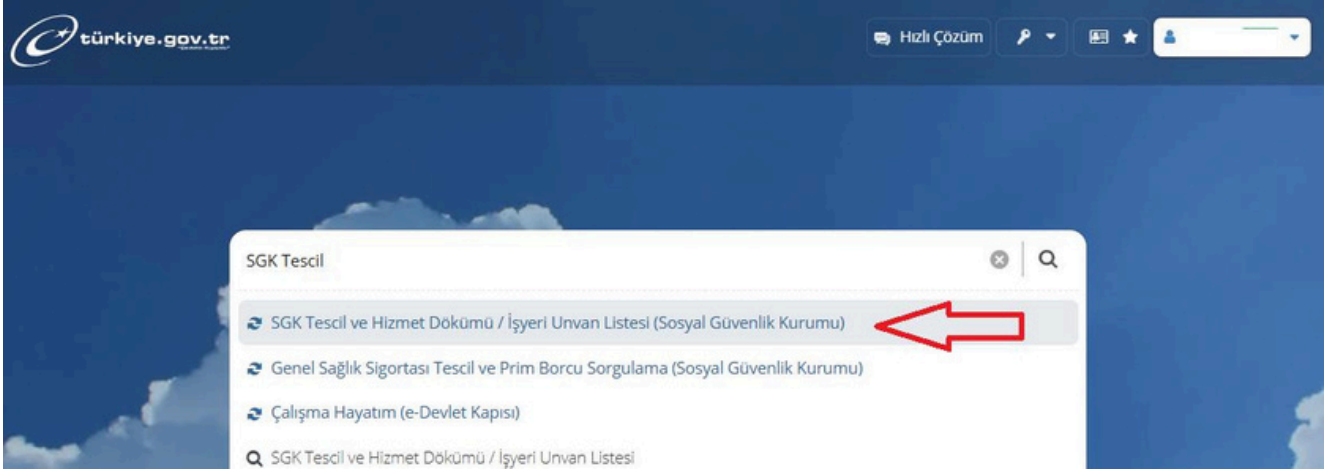 türkiye.gov.tr
Hızlı Çözüm
SGK Tescil
SGK Tescil ve Hizmet Dökümü / İşyeri Unvan Listesi (Sosyal Güvenlik Kurumu)
Genel Sağlık Sigortası Tescil ve Prim Borcu Sorgulama (Sosyal Güvenlik Kurumu)
Çalışma Hayatım (e-Devlet Kapısı)
SGK Tescil ve Hizmet Dökümü / İşyeri Unvan Listesi